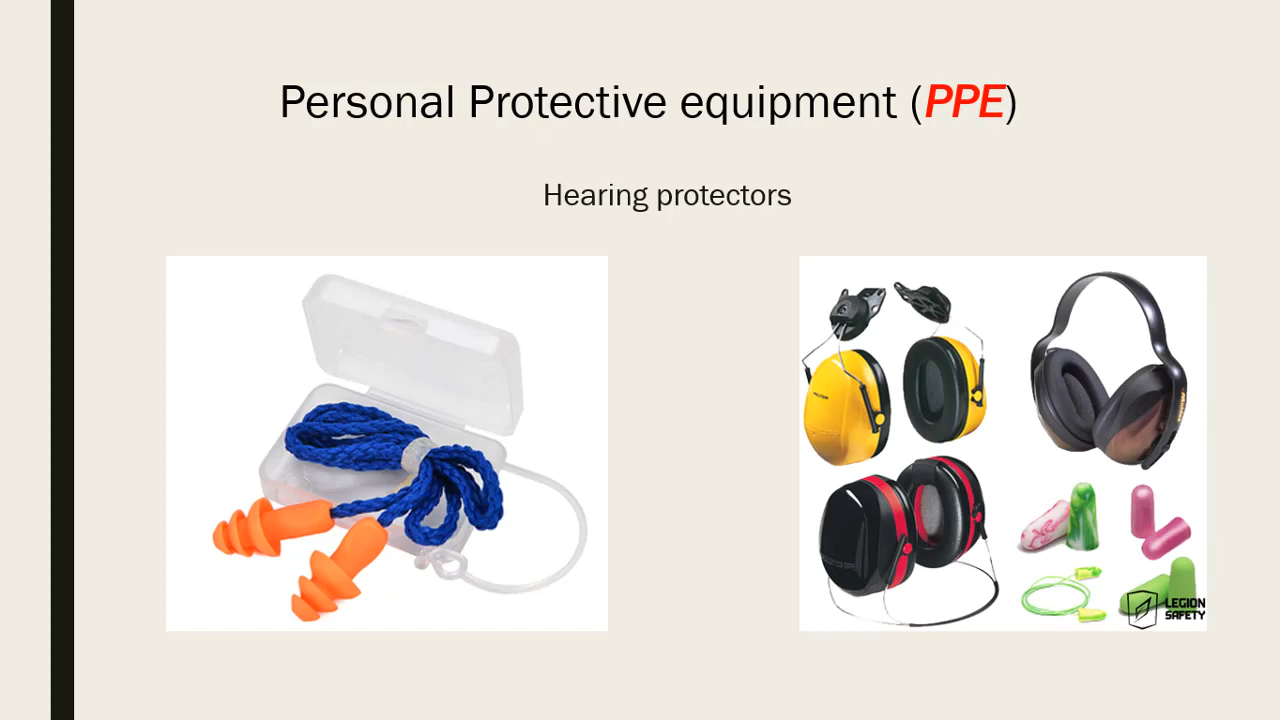 Personal Protective equipment (PPE)
Hearing protectors
LEGION
SAFETY